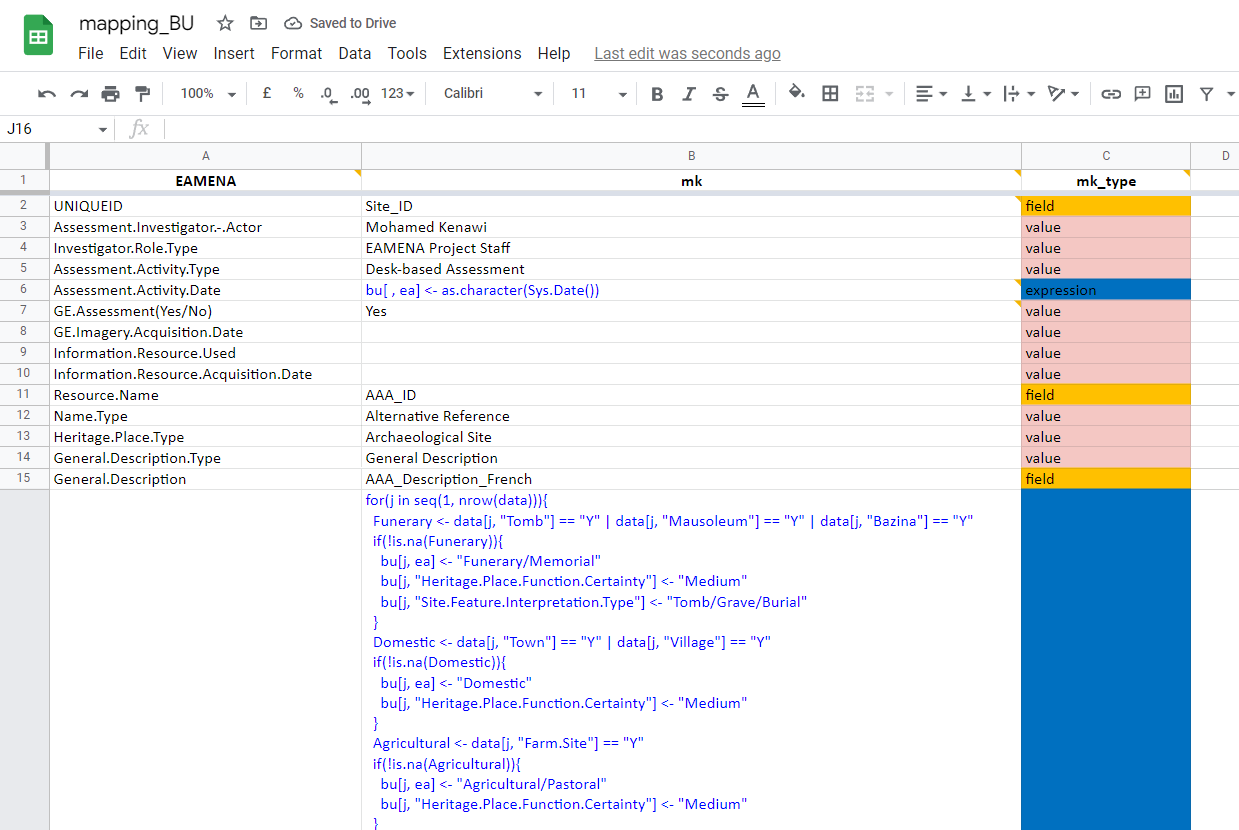 mapping_BU Saved to Drive
File Edit View Insert Format Data Tools Extensions Help Last edit was seconds ago
100% £ % .0 .00 123 Calibri 11 B I S A
J16 fx
A B C D
1 EAMENA mk mk_type
2 UNIQUEID Site_ID field
3 Assessment.Investigator.-.Actor Mohamed Kenawi value
4 Investigator.Role.Type EAMENA Project Staff value
5 Assessment.Activity.Type Desk-based Assessment value
6 Assessment.Activity.Date bu[ , ea] <- as.character(Sys.Date()) expression
7 GE.Assessment(Yes/No) Yes value
8 GE.Imagery.Acquisition.Date value
9 Information.Resource.Used value
10 Information.Resource.Acquisition.Date value
11 Resource.Name AAA_ID field
12 Name.Type Alternative Reference value
13 Heritage.Place.Type Archaeological Site value
14 General.Description.Type General Description value
15 General.Description AAA_Description_French field
for(j in seq(1, nrow(data))){
Funerary <- data[j, "Tomb"] == "Y" | data[j, "Mausoleum"] == "Y" | data[j, "Bazina"] == "Y"
if(!is.na(Funerary)){
bu[j, ea] <- "Funerary/Memorial"
bu[j, "Heritage.Place.Function.Certainty"] <- "Medium"
bu[j, "Site.Feature.Interpretation.Type"] <- "Tomb/Grave/Burial"
}
Domestic <- data[j, "Town"] == "Y" | data[j, "Village"] == "Y"
if(!is.na(Domestic)){
bu[j, ea] <- "Domestic"
bu[j, "Heritage.Place.Function.Certainty"] <- "Medium"
}
Agricultural <- data[j, "Farm.Site"] == "Y"
if(!is.na(Agricultural)){
bu[j, ea] <- "Agricultural/Pastoral"
bu[j, "Heritage.Place.Function.Certainty"] <- "Medium"
}